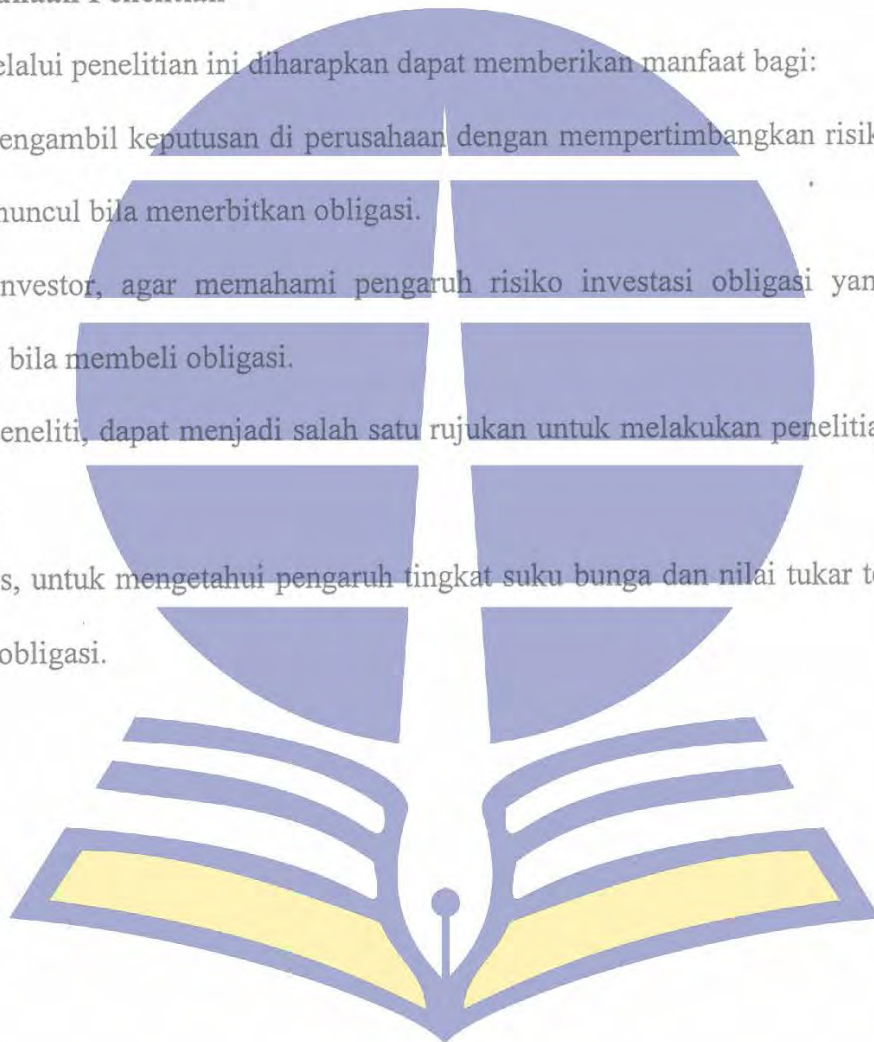 elalui penelitian ini diharapkan dapat memberikan manfaat bagi:
engambil keputusan di perusahaan dengan mempertimbangkan risik
nuncul bila menerbitkan obligasi.
nvestor, agar memahami pengaruh risiko investasi obligasi yan
bila membeli obligasi.
eneliti, dapat menjadi salah satu rujukan untuk melakukan penelitia
s, untuk mengetahui pengaruh tingkat suku bunga dan nilai tukar te
obligasi.